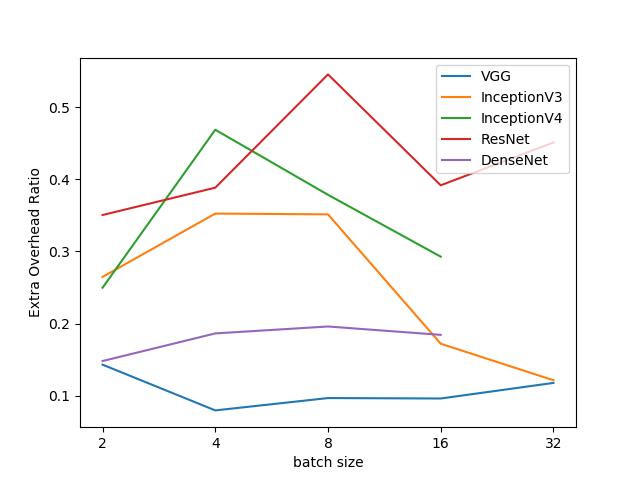 0.5
0.4
0.3
0.2
0.1
Extra Overhead Ratio
2 4 8 16 32
batch size
VGG
InceptionV3
InceptionV4
ResNet
DenseNet